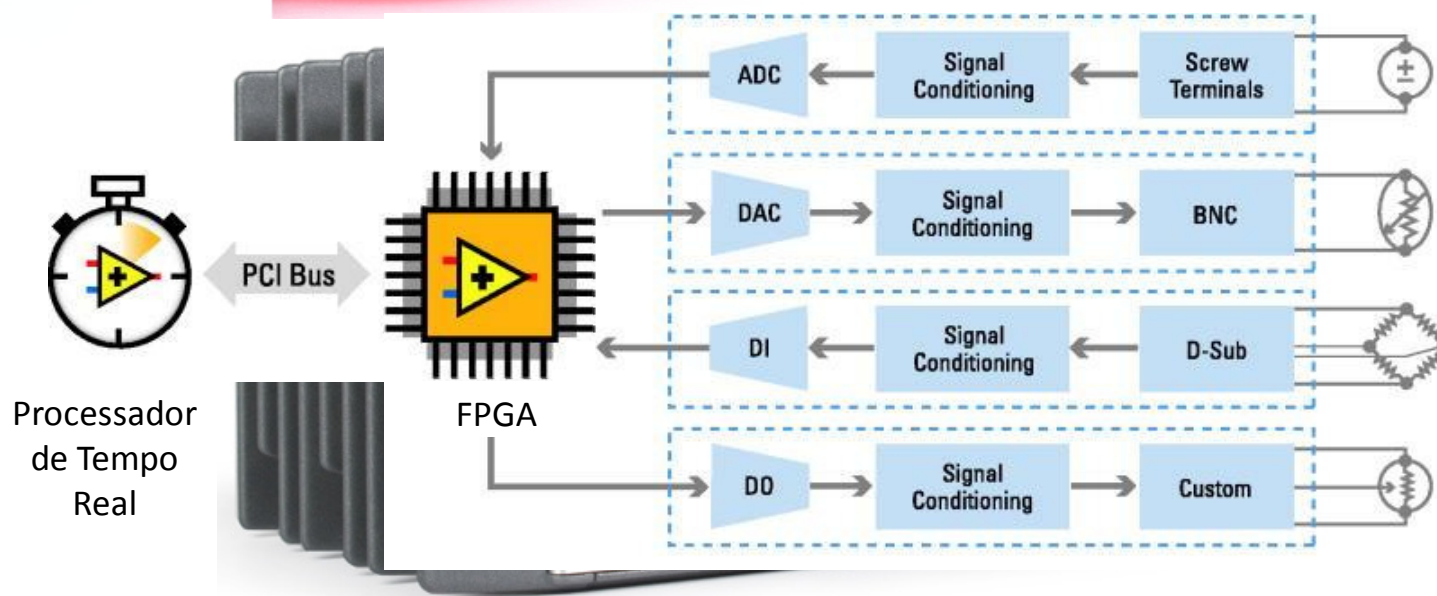 ADC
Signal
Conditioning
Screw
Terminals
DAC
Signal
Conditioning
BNC
PCI Bus
DI
Signal
Conditioning
D-Sub
Processador
de Tempo
Real
FPGA
DO
Signal
Conditioning
Custom